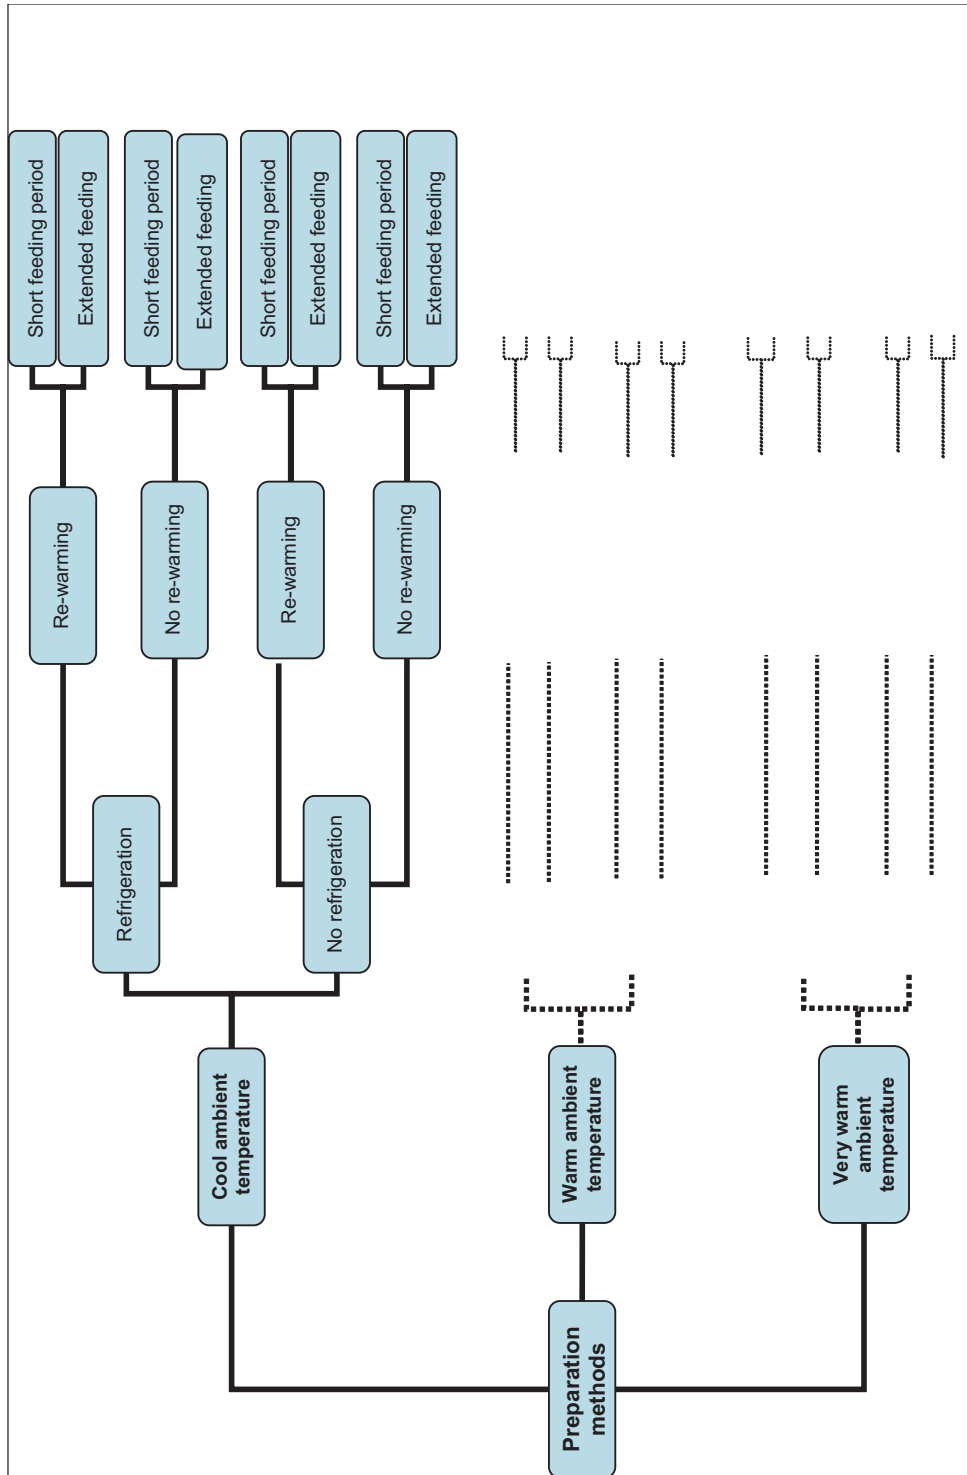 Preparation
methods
Cool ambient
temperature
Warm ambient
temperature
Very warm
ambient
temperature
Refrigeration
No refrigeration
Re-warming
No re-warming
Re-warming
No re-warming
Short feeding period
Extended feeding
Short feeding period
Extended feeding
Short feeding period
Extended feeding
Short feeding period
Extended feeding